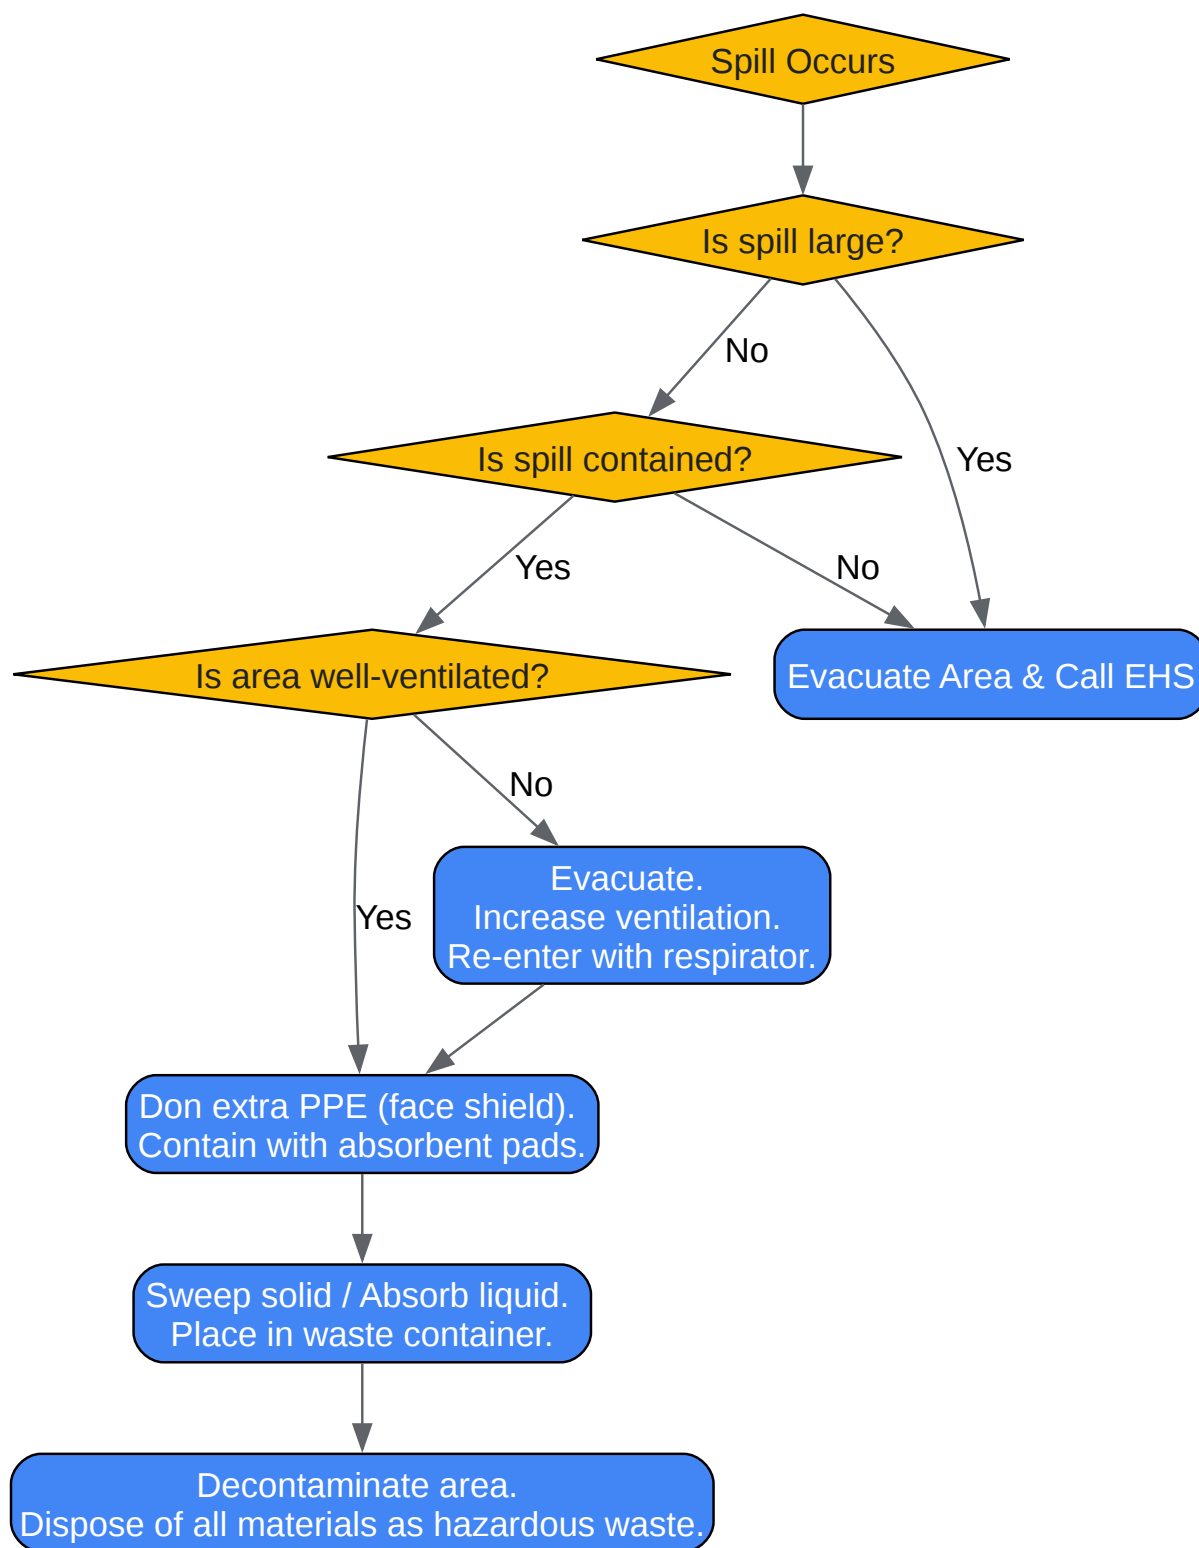 Spill Occurs
Is spill large?
No
Is spill contained?
Yes
Yes
No
Is area well-ventilated?
Evacuate Area & Call EHS
No
Evacuate.
Increase ventilation.
Re-enter with respirator.
Yes
Don extra PPE (face shield).
Contain with absorbent pads.
Sweep solid / Absorb liquid.
Place in waste container.
Decontaminate area.
Dispose of all materials as hazardous waste.